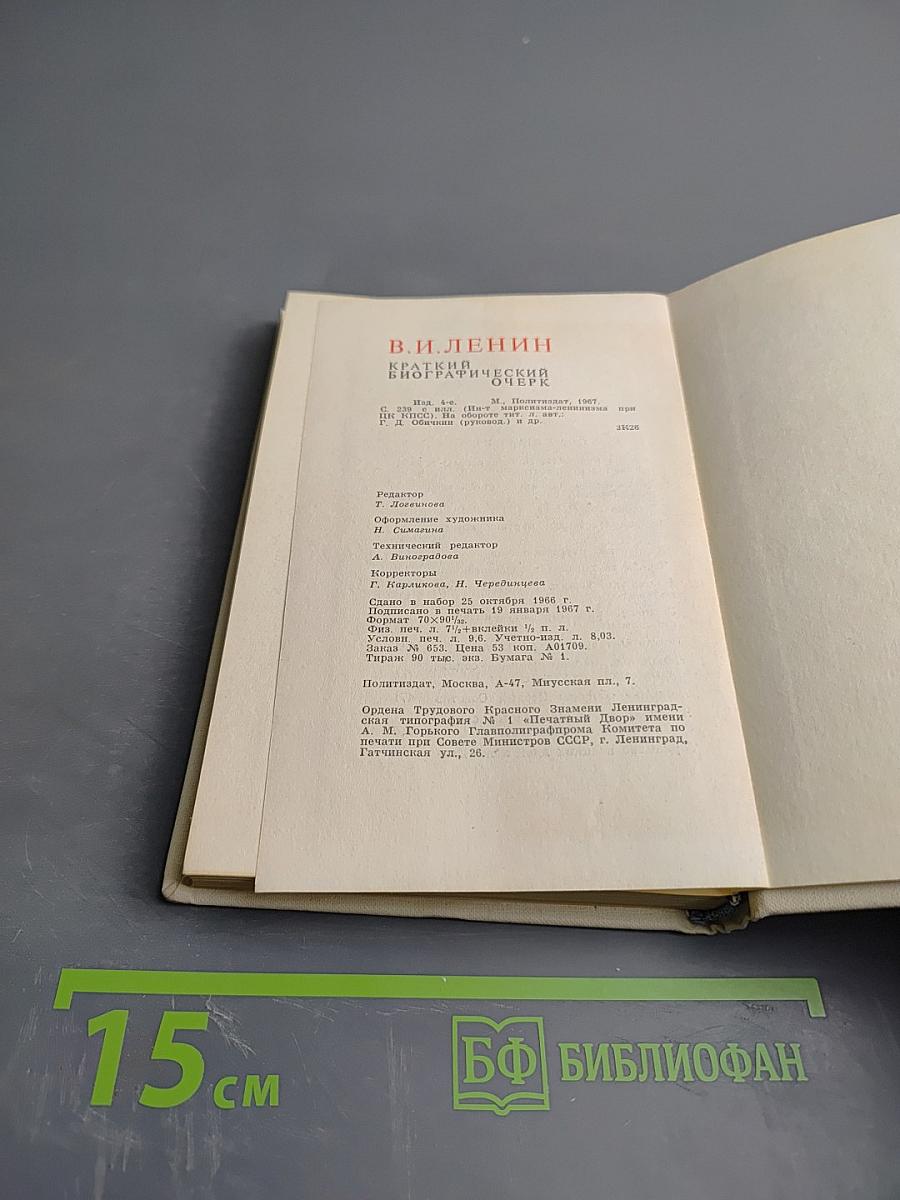 В. И. ЛЕНИН
КРАТКИЙ
БИОГРАФИЧЕСКИЙ
ОЧЕРК
Изд. 4-е. М., Политиздат, 1967.
С. 239 с илл. (Ин-т марксизма-ленинизма при
ЦК КПСС). На обороте тит. л. авт.:
Г. Д. Обичкин (руковод.) и др.
3К26
Редактор
Т. Логвинова
Оформление художника
Н. Симагина
Технический редактор
А. Виноградова
Корректоры
Г. Карликова, Н. Черединцева
Сдано в набор 25 октября 1966 г.
Подписано в печать 19 января 1967 г.
Формат 70×90¹/₃₂.
Физ. печ. л. 7¹/₂+вклейки ¹/₂ п. л.
Условн. печ. л. 9,6. Учетно-изд. л. 8,03.
Заказ № 653. Цена 53 коп. А01709.
Тираж 90 тыс. экз. Бумага № 1.
Политиздат, Москва, А-47, Миусская пл., 7.
Ордена Трудового Красного Знамени Ленинград-
ская типография № 1 «Печатный Двор» имени
А. М. Горького Главполиграфпрома Комитета по
печати при Совете Министров СССР, г. Ленинград,
Гатчинская ул., 26.
15 см
БФ БИБЛИОФАН